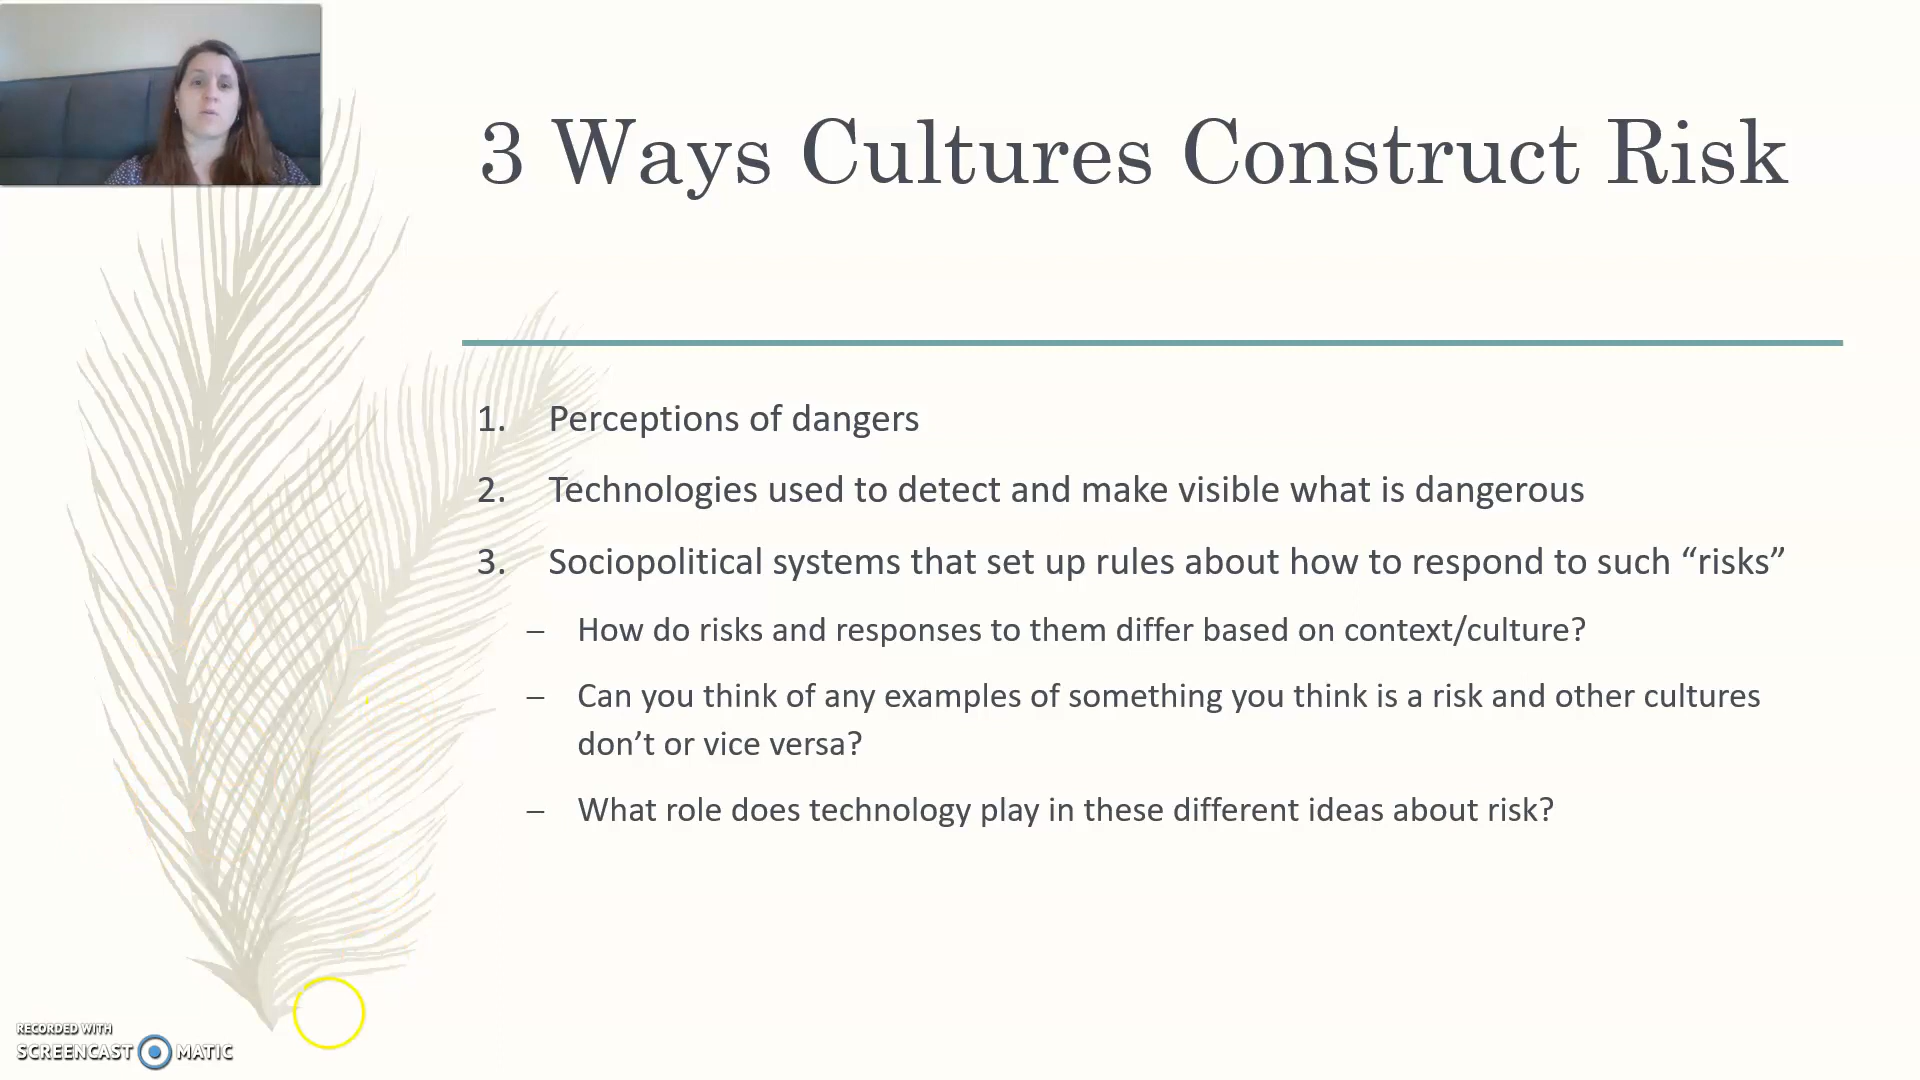 3 Ways Cultures Construct Risk
1. Perceptions of dangers
2. Technologies used to detect and make visible what is dangerous
3. Sociopolitical systems that set up rules about how to respond to such “risks”
– How do risks and responses to them differ based on context/culture?
– Can you think of any examples of something you think is a risk and other cultures
don’t or vice versa?
– What role does technology play in these different ideas about risk?
RECORDED WITH
SCREENCAST MATIC